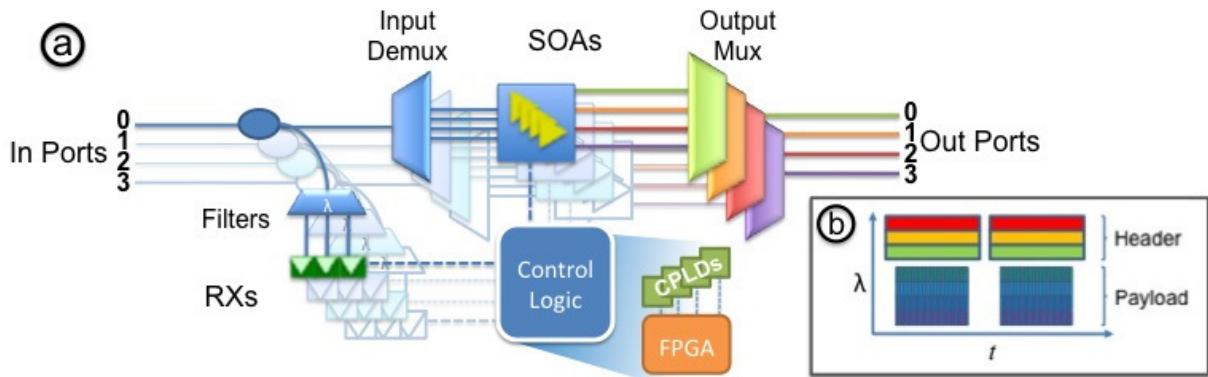 a
Input
Demux
SOAs
Output
Mux
In Ports
0
1
2
3
0
1
2
3
Out Ports
Filters
λ
λ
λ
λ
RXs
Control
Logic
CPLDs
FPGA
b
λ
Header
Payload
t